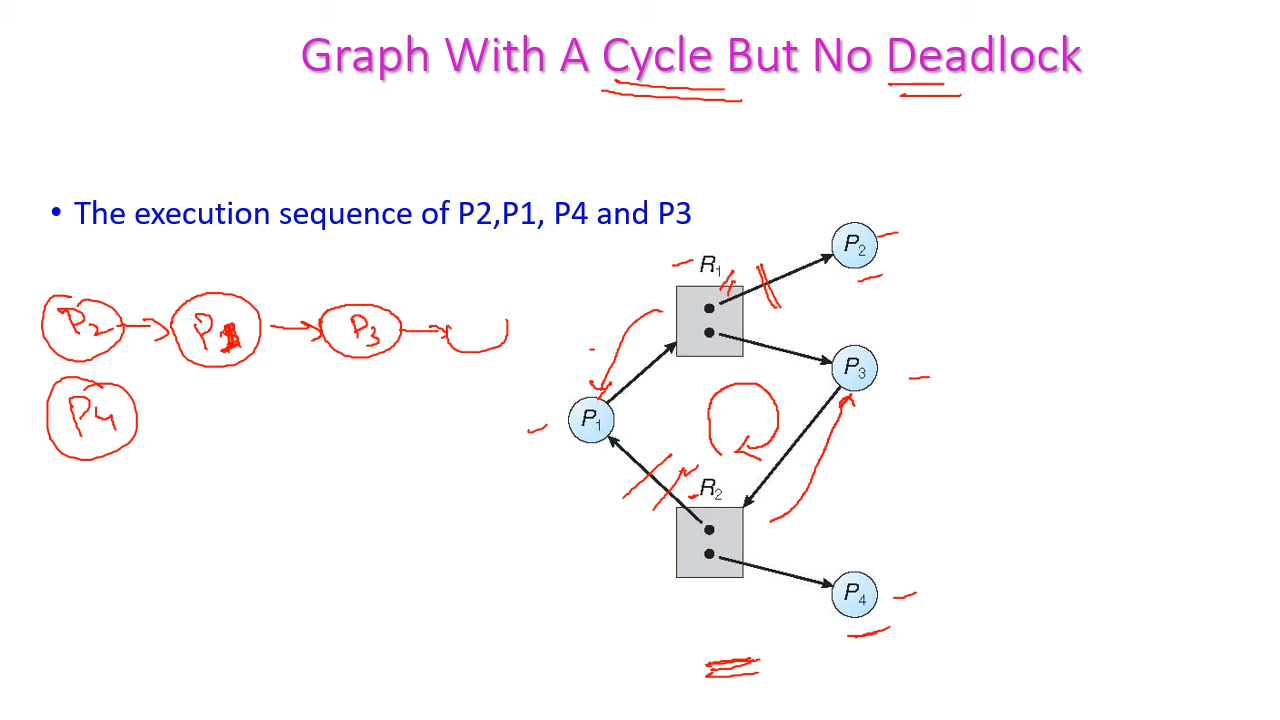 Graph With A Cycle But No Deadlock
• The execution sequence of P2,P1, P4 and P3
P2
R1
P2 P1 P3
P3
P4
P1
R2
P4